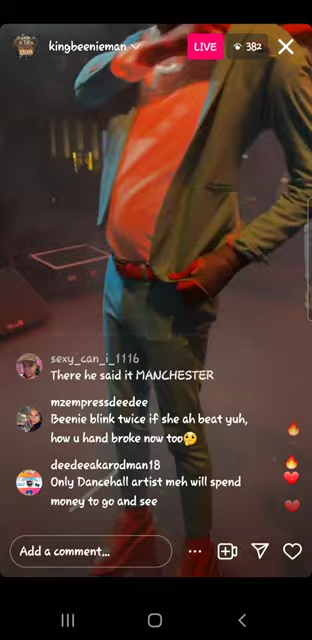 kingbeenieman
LIVE
382
sexy_can_i_1116
There he said it MANCHESTER
mzempressdeedee
Beenie blink twice if she ah beat yuh,
how u hand broke now too🤔
deedeeakarodman18
Only Dancehall artist meh will spend
money to go and see
Add a comment...